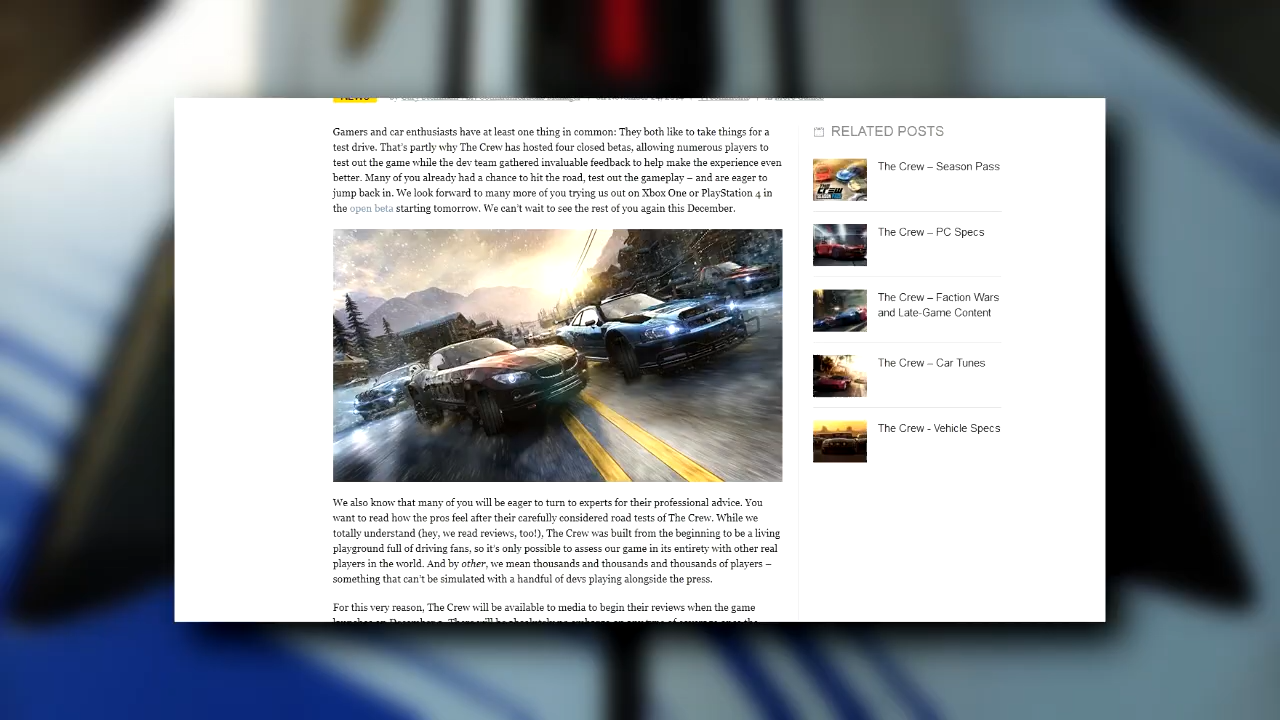 Gamers and car enthusiasts have at least one thing in common: They both like to take things for a
test drive. That's partly why The Crew has hosted four closed betas, allowing numerous players to
test out the game while the dev team gathered invaluable feedback to help make the experience even
better. Many of you already had a chance to hit the road, test out the gameplay – and are eager to
jump back in. We look forward to many more of you trying us out on Xbox One or PlayStation 4 in
the open beta starting tomorrow. We can't wait to see the rest of you again this December.
We also know that many of you will be eager to turn to experts for their professional advice. You
want to read how the pros feel after their carefully considered road tests of The Crew. While we
totally understand (hey, we read reviews, too!), The Crew was built from the beginning to be a living
playground full of driving fans, so it's only possible to assess our game in its entirety with other real
players in the world. And by other, we mean thousands and thousands and thousands of players –
something that can't be simulated with a handful of devs playing alongside the press.
For this very reason, The Crew will be available to media to begin their reviews when the game
RELATED POSTS
The Crew – Season Pass
The Crew – PC Specs
The Crew – Faction Wars
and Late-Game Content
The Crew – Car Tunes
The Crew - Vehicle Specs